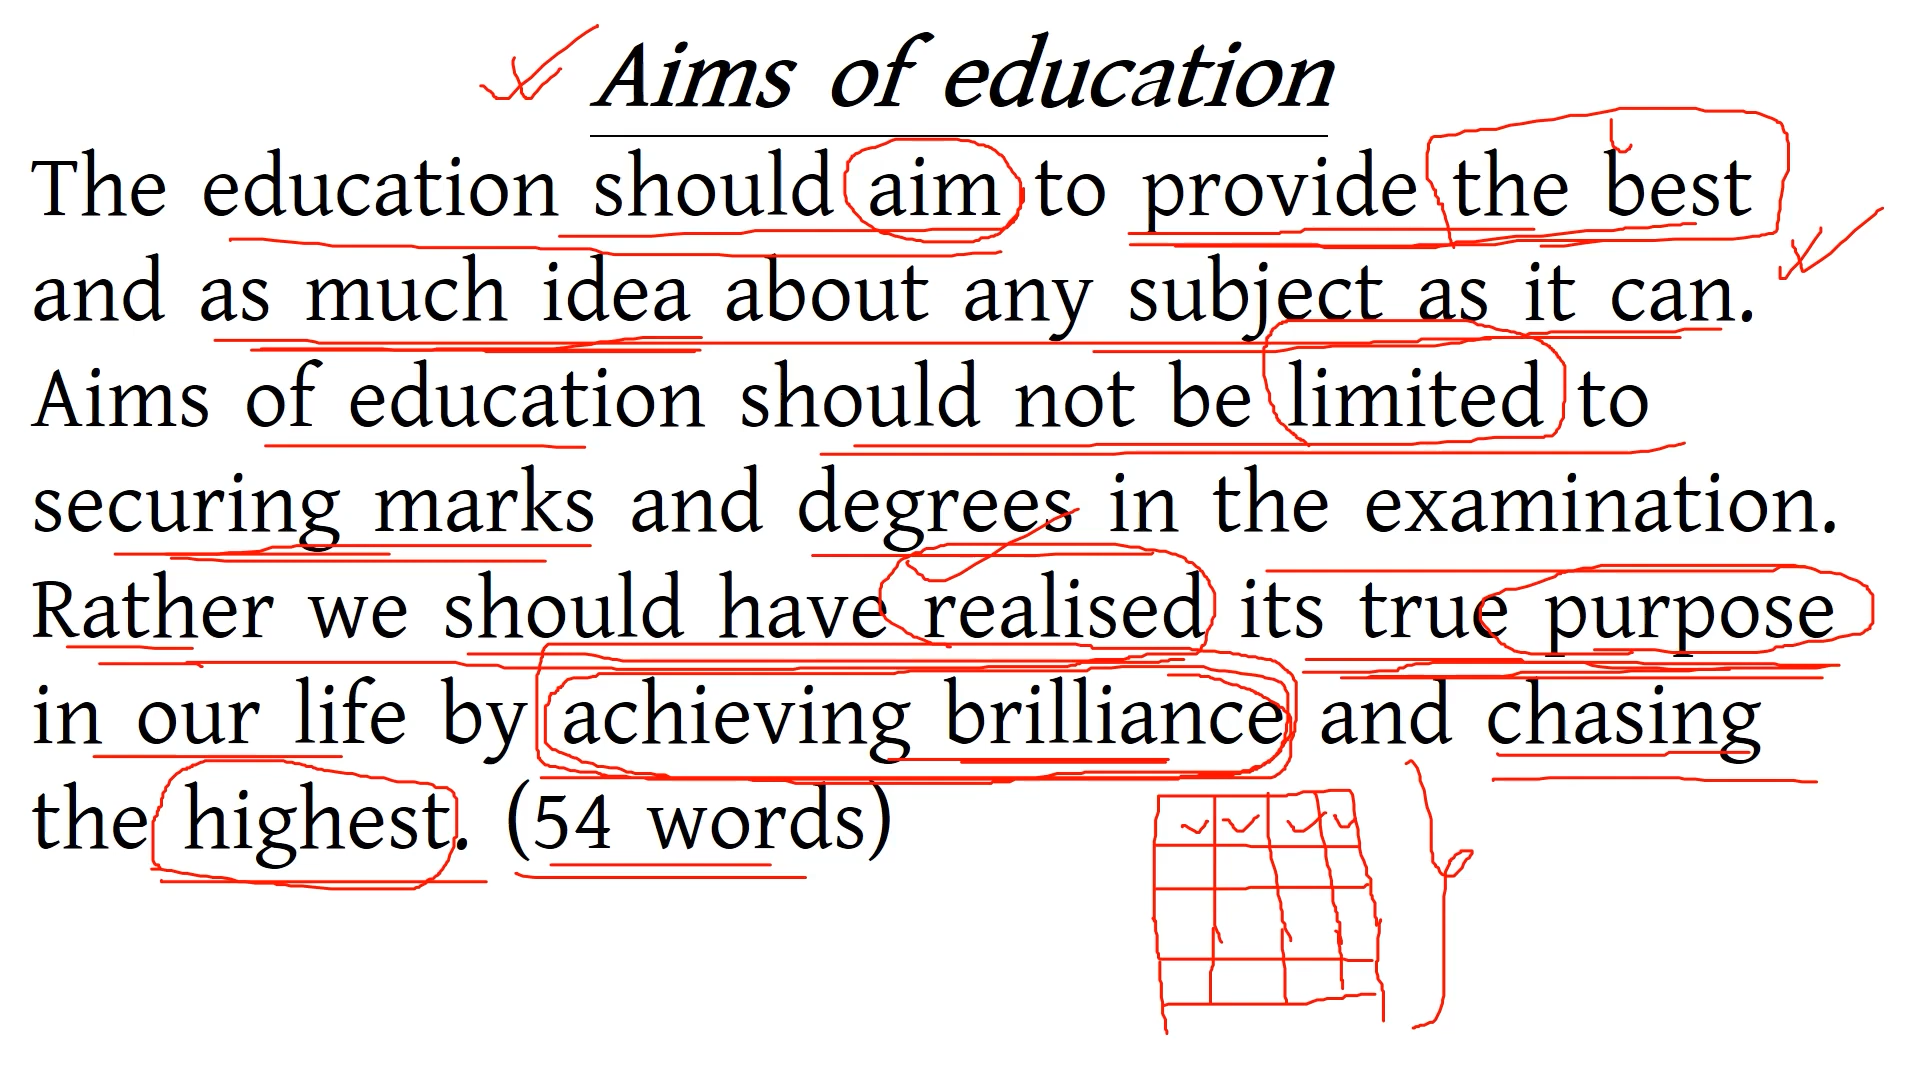 Aims of education
The education should aim to provide the best
and as much idea about any subject as it can.
Aims of education should not be limited to
securing marks and degrees in the examination.
Rather we should have realised its true purpose
in our life by achieving brilliance and chasing
the highest. (54 words)